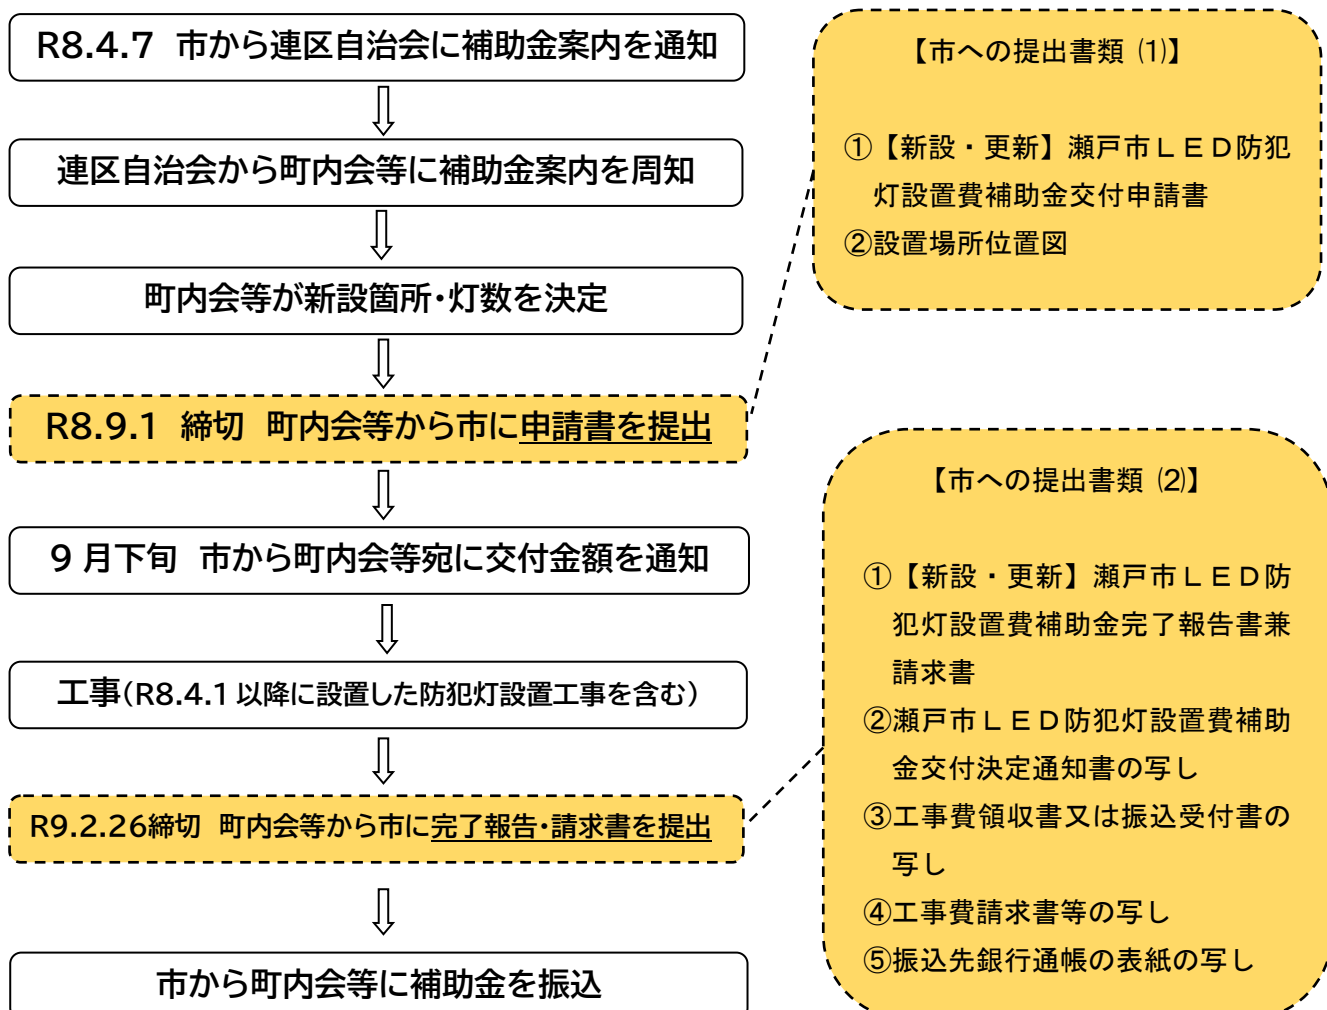 R8.4.7 市から連区自治会に補助金案内を通知
連区自治会から町内会等に補助金案内を周知
町内会等が新設箇所・灯数を決定
R8.9.1 締切 町内会等から市に申請書を提出
9月下旬 市から町内会等宛に交付金額を通知
工事(R8.4.1以降に設置した防犯灯設置工事を含む)
R9.2.26締切 町内会等から市に完了報告・請求書を提出
市から町内会等に補助金を振込
【市への提出書類 ⑴】
①【新設・更新】瀬戸市ＬＥＤ防犯
灯設置費補助金交付申請書
②設置場所位置図
【市への提出書類 ⑵】
①【新設・更新】瀬戸市ＬＥＤ防
犯灯設置費補助金完了報告書兼
請求書
②瀬戸市ＬＥＤ防犯灯設置費補助
金交付決定通知書の写し
③工事費領収書又は振込受付書の
写し
④工事費請求書等の写し
⑤振込先銀行通帳の表紙の写し